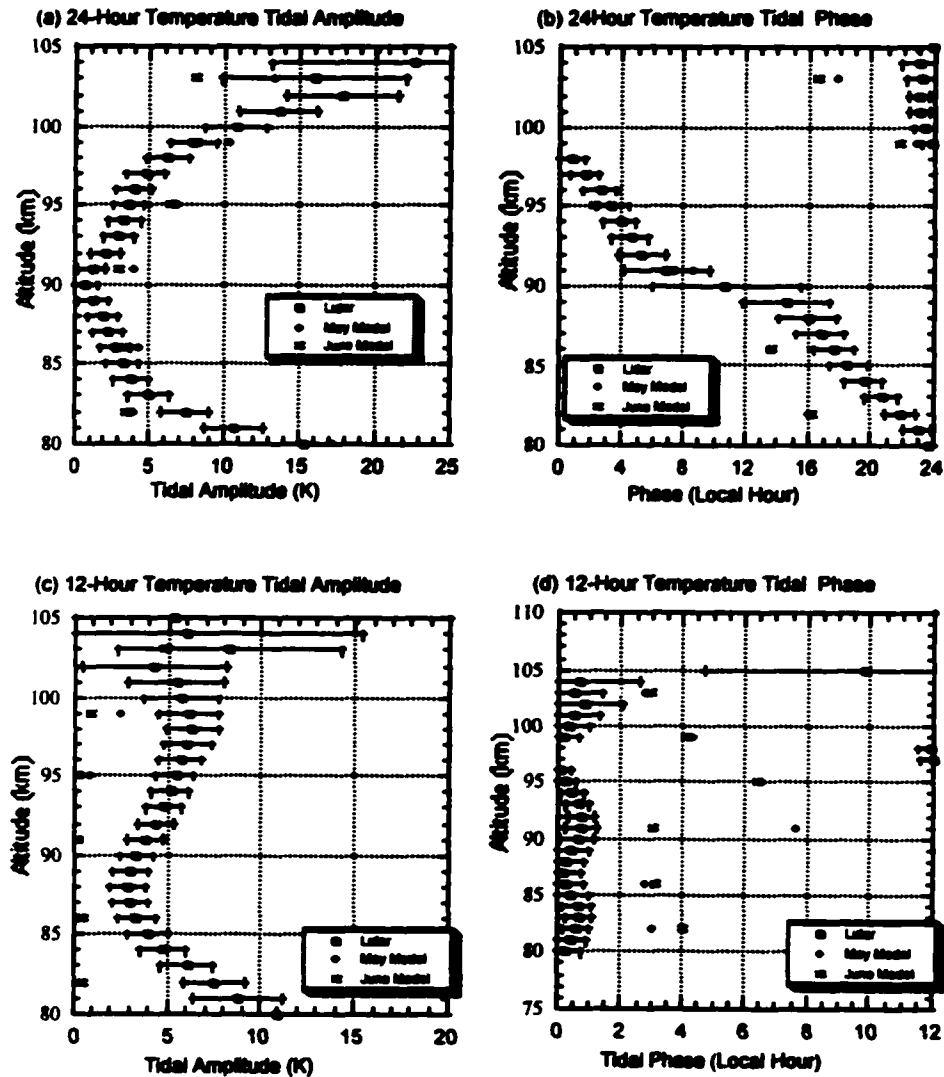 (a) 24-Hour Temperature Tidal Amplitude
105
100
95
90
85
80
Altitude (km)
Lidar
May Model
June Model
0 5 10 15 20 25
Tidal Amplitude (K)
(b) 24Hour Temperature Tidal Phase
105
100
95
90
85
80
Altitude (km)
Lidar
May Model
June Model
0 4 8 12 16 20 24
Phase (Local Hour)
(c) 12-Hour Temperature Tidal Amplitude
105
100
95
90
85
80
Altitude (km)
Lidar
May Model
June Model
0 5 10 15 20
Tidal Amplitude (K)
(d) 12-Hour Temperature Tidal Phase
110
105
100
95
90
85
80
75
Altitude (km)
Lidar
May Model
June Model
0 2 4 6 8 10 12
Tidal Phase (Local Hour)